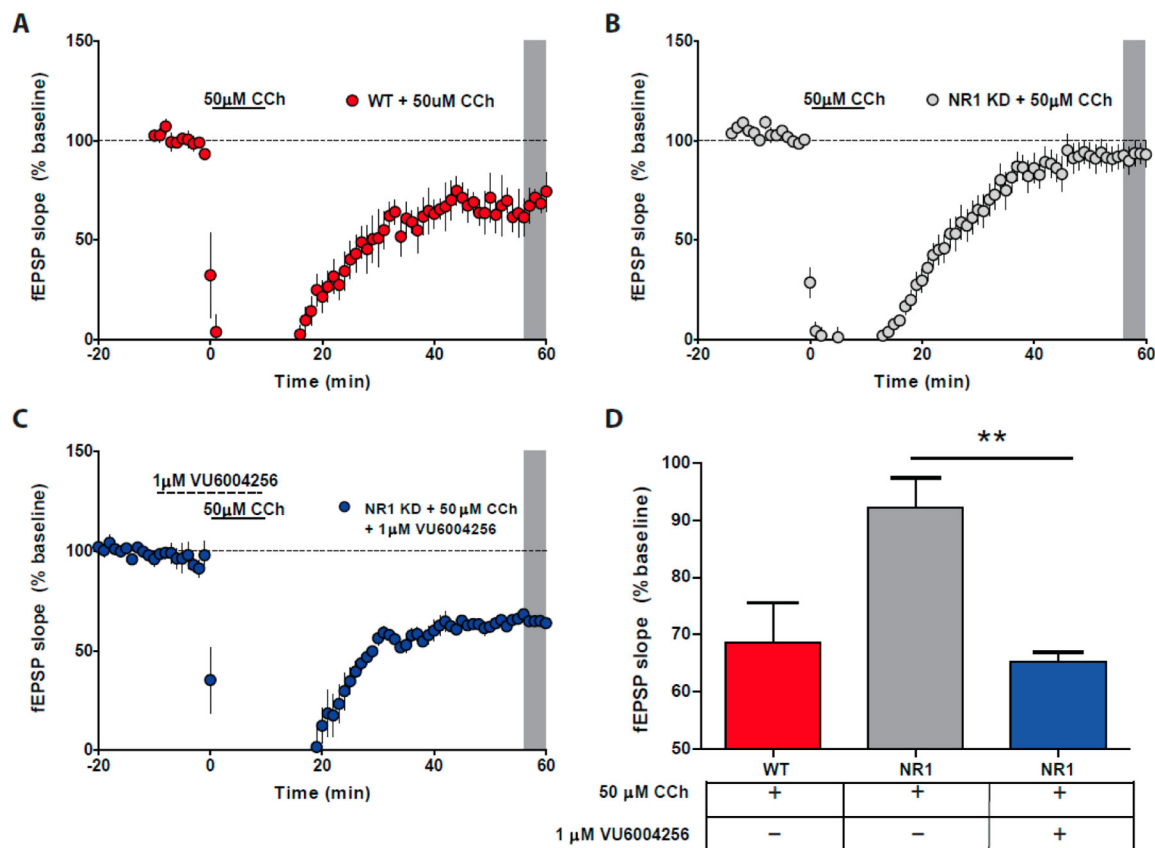 A
150
100
50
0
-20
0
20
40
60
fEPSP slope (% baseline)
Time (min)
50μM CCh
WT + 50uM CCh
B
150
100
50
0
-20
0
20
40
60
fEPSP slope (% baseline)
Time (min)
50μM CCh
NR1 KD + 50μM CCh
C
150
100
50
0
-20
0
20
40
60
fEPSP slope (% baseline)
Time (min)
1μM VU6004256
50μM CCh
NR1 KD + 50 μM CCh
+ 1μM VU6004256
D
**
100
90
80
70
60
50
fEPSP slope (% baseline)
WT NR1 NR1
50 μM CCh + + +
1 μM VU6004256 − − +